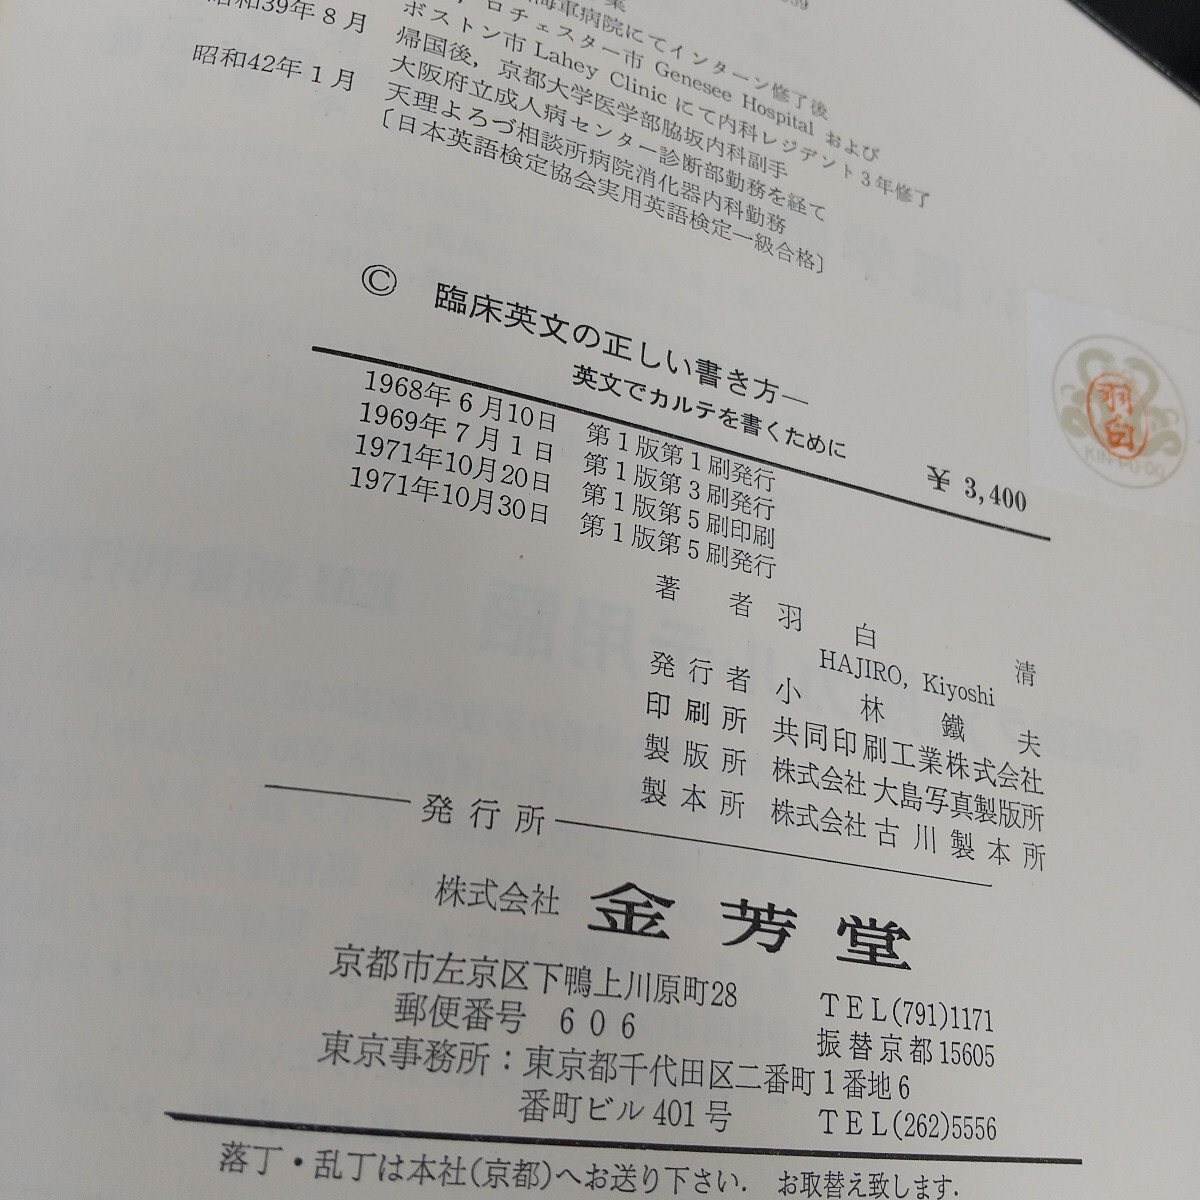 海軍病院にてインターン修了後
ロチェスター市 Genesee Hospital および
昭和39年8月 ボストン市 Lahey Clinic にて内科レジデント3年修了
帰国後，京都大学医学部脇坂内科副手
大阪府立成人病センター診断部勤務を経て
昭和42年1月 天理よろづ相談所病院消化器内科勤務
〔日本英語検定協会実用英語検定一級合格〕
© 臨床英文の正しい書き方―
英文でカルテを書くために
¥ 3,400
1968年6月10日 第1版第1刷発行
1969年7月1日 第1版第3刷発行
1971年10月20日 第1版第5刷印刷
1971年10月30日 第1版第5刷発行
著者 羽白 清
HAJIRO, Kiyoshi
発行者 小林鐵夫
印刷所 共同印刷工業株式会社
製版所 株式会社大島写真製版所
製本所 株式会社古川製本所
発行所
株式会社 金芳堂
京都市左京区下鴨上川原町28
郵便番号 606
TEL(791)1171
振替京都15605
東京事務所：東京都千代田区二番町1番地6
番町ビル401号 TEL(262)5556
落丁・乱丁は本社(京都)へお送り下さい. お取替え致します.
羽白
KIN-PO-DO